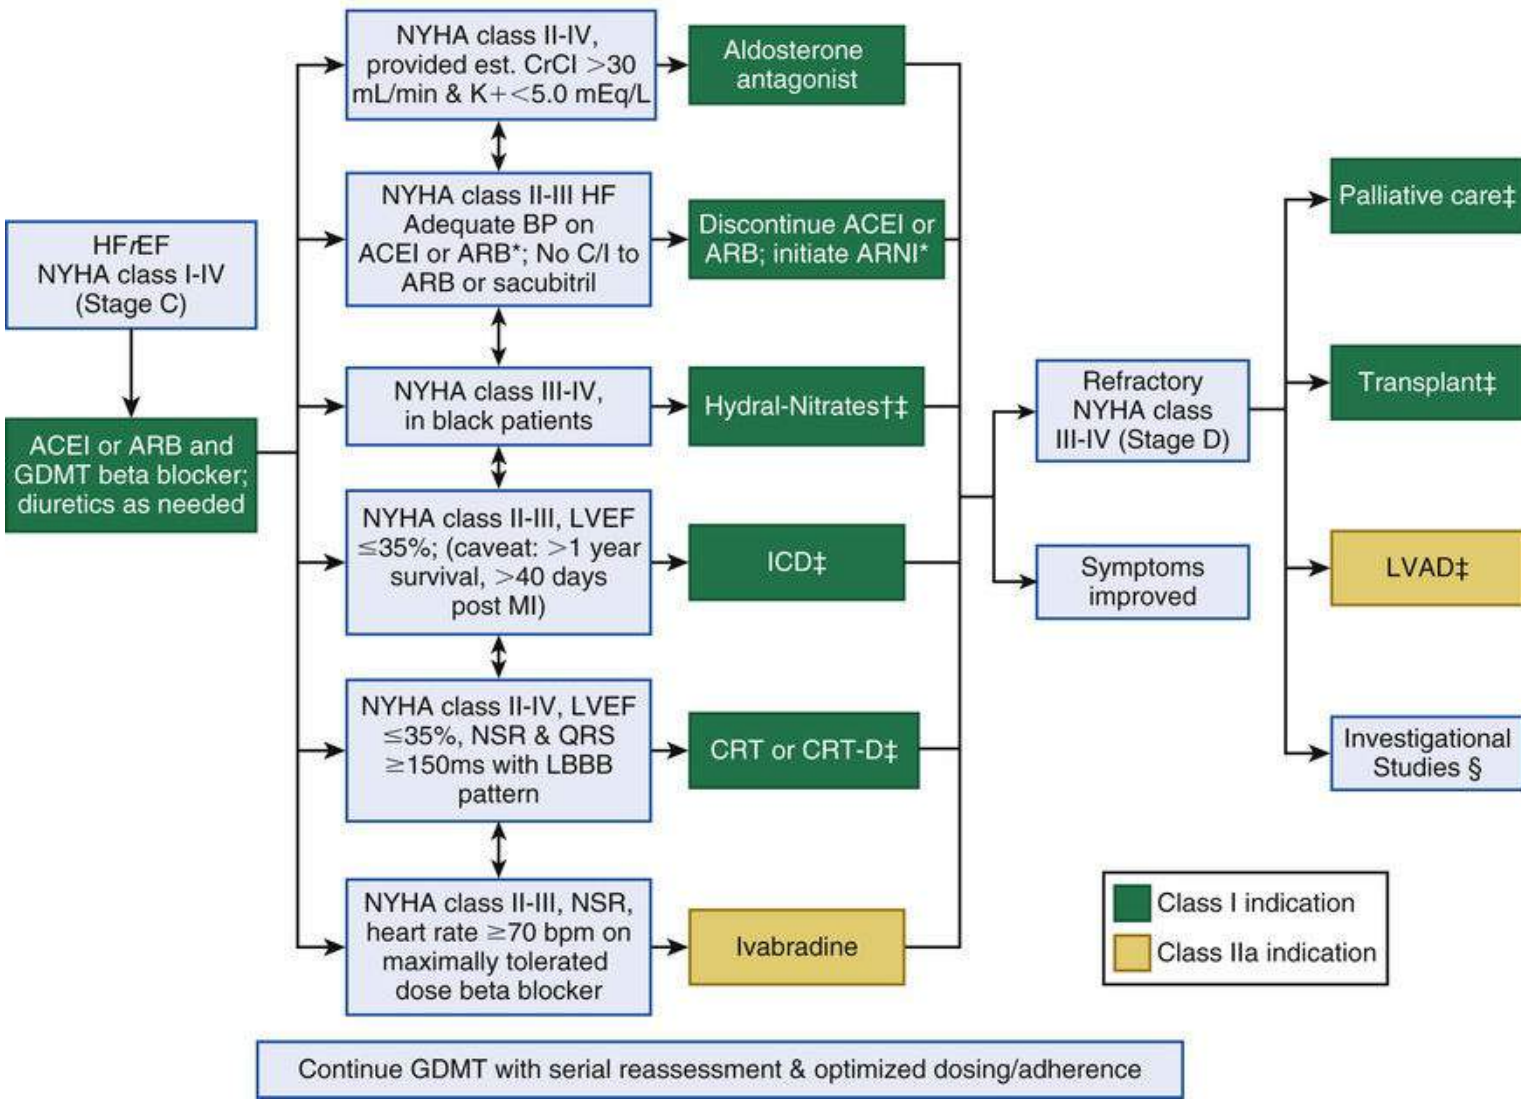 HFrEF
NYHA class I-IV
(Stage C)
ACEI or ARB and
GDMT beta blocker;
diuretics as needed
NYHA class II-IV,
provided est. CrCl >30
mL/min & K+<5.0 mEq/L
Aldosterone
antagonist
NYHA class II-III HF
Adequate BP on
ACEI or ARB*; No C/I to
ARB or sacubitril
Discontinue ACEI or
ARB; initiate ARNI*
NYHA class III-IV,
in black patients
Hydral-Nitrates†‡
NYHA class II-III, LVEF
≤35%; (caveat: >1 year
survival, >40 days
post MI)
ICD‡
NYHA class II-IV, LVEF
≤35%, NSR & QRS
≥150ms with LBBB
pattern
CRT or CRT-D‡
NYHA class II-III, NSR,
heart rate ≥70 bpm on
maximally tolerated
dose beta blocker
Ivabradine
Refractory
NYHA class
III-IV (Stage D)
Symptoms
improved
Palliative care‡
Transplant‡
LVAD‡
Investigational
Studies §
Class I indication
Class IIa indication
Continue GDMT with serial reassessment & optimized dosing/adherence